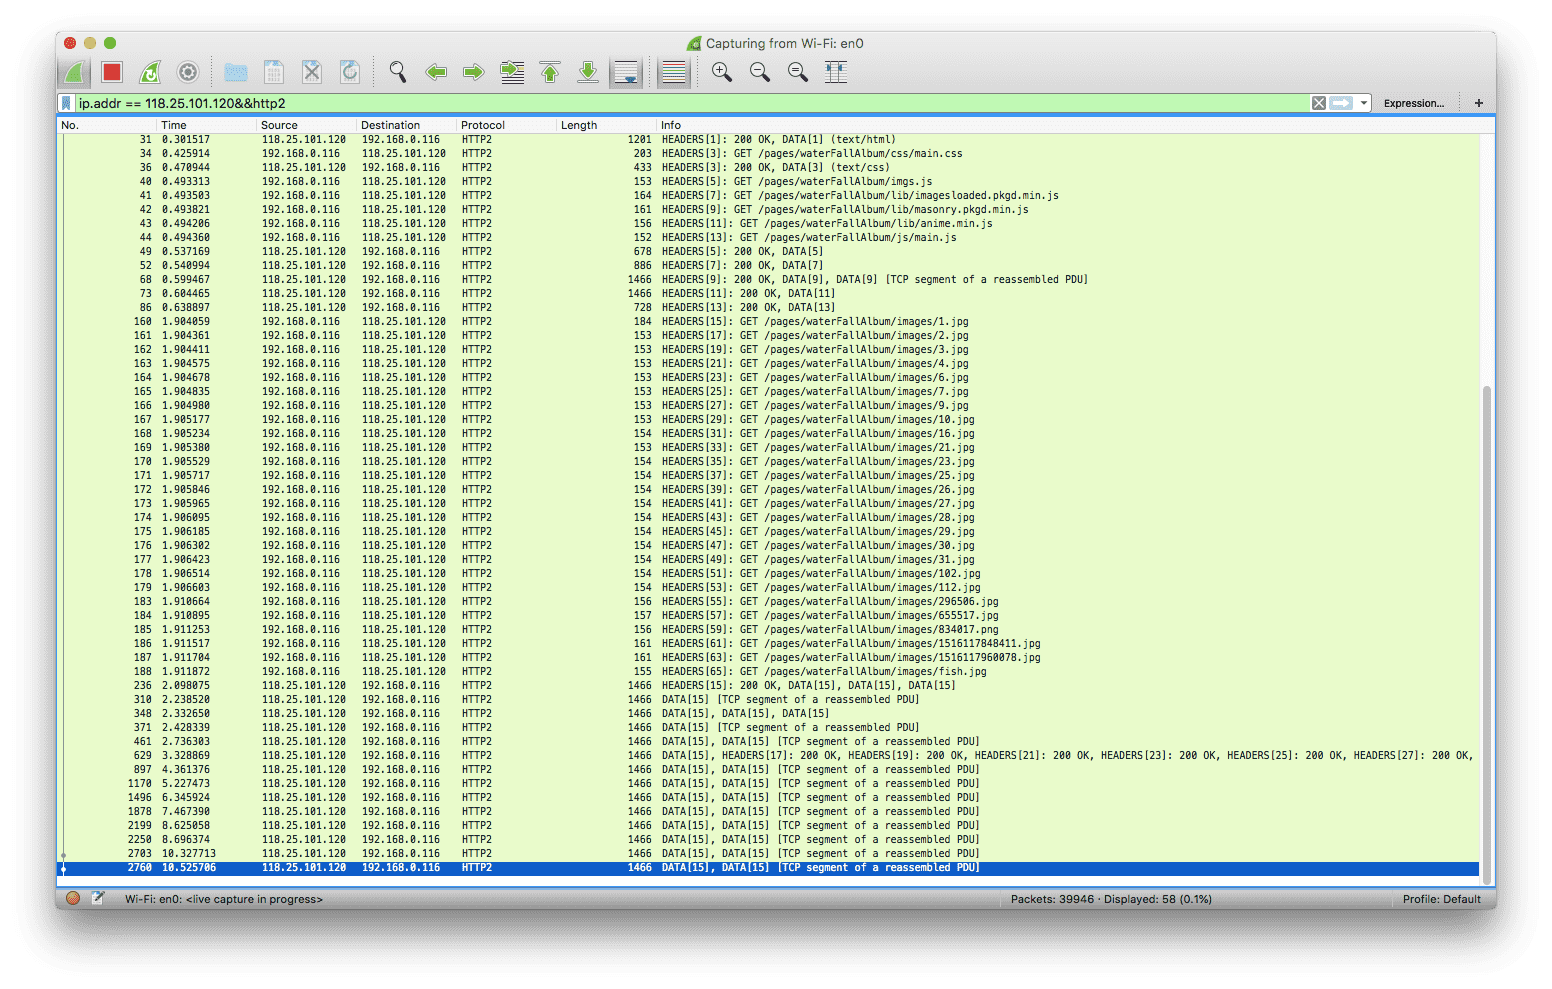 Capturing from Wi-Fi: en0
ip.addr == 118.25.101.120&&http2 Expression... +
No. Time Source Destination Protocol Length Info
31 0.301517 118.25.101.120 192.168.0.116 HTTP2 1201 HEADERS[1]: 200 OK, DATA[1] (text/html)
34 0.425914 192.168.0.116 118.25.101.120 HTTP2 203 HEADERS[3]: GET /pages/waterFallAlbum/css/main.css
36 0.470944 118.25.101.120 192.168.0.116 HTTP2 433 HEADERS[3]: 200 OK, DATA[3] (text/css)
40 0.493313 192.168.0.116 118.25.101.120 HTTP2 153 HEADERS[5]: GET /pages/waterFallAlbum/imgs.js
41 0.493503 192.168.0.116 118.25.101.120 HTTP2 164 HEADERS[7]: GET /pages/waterFallAlbum/lib/imagesloaded.pkgd.min.js
42 0.493821 192.168.0.116 118.25.101.120 HTTP2 161 HEADERS[9]: GET /pages/waterFallAlbum/lib/masonry.pkgd.min.js
43 0.494206 192.168.0.116 118.25.101.120 HTTP2 156 HEADERS[11]: GET /pages/waterFallAlbum/lib/anime.min.js
44 0.494360 192.168.0.116 118.25.101.120 HTTP2 152 HEADERS[13]: GET /pages/waterFallAlbum/js/main.js
49 0.537169 118.25.101.120 192.168.0.116 HTTP2 678 HEADERS[5]: 200 OK, DATA[5]
52 0.540994 118.25.101.120 192.168.0.116 HTTP2 886 HEADERS[7]: 200 OK, DATA[7]
68 0.599467 118.25.101.120 192.168.0.116 HTTP2 1466 HEADERS[9]: 200 OK, DATA[9], DATA[9] [TCP segment of a reassembled PDU]
73 0.604465 118.25.101.120 192.168.0.116 HTTP2 1466 HEADERS[11]: 200 OK, DATA[11]
86 0.638897 118.25.101.120 192.168.0.116 HTTP2 728 HEADERS[13]: 200 OK, DATA[13]
160 1.904059 192.168.0.116 118.25.101.120 HTTP2 184 HEADERS[15]: GET /pages/waterFallAlbum/images/1.jpg
161 1.904361 192.168.0.116 118.25.101.120 HTTP2 153 HEADERS[17]: GET /pages/waterFallAlbum/images/2.jpg
162 1.904411 192.168.0.116 118.25.101.120 HTTP2 153 HEADERS[19]: GET /pages/waterFallAlbum/images/3.jpg
163 1.904575 192.168.0.116 118.25.101.120 HTTP2 153 HEADERS[21]: GET /pages/waterFallAlbum/images/4.jpg
164 1.904678 192.168.0.116 118.25.101.120 HTTP2 153 HEADERS[23]: GET /pages/waterFallAlbum/images/6.jpg
165 1.904835 192.168.0.116 118.25.101.120 HTTP2 153 HEADERS[25]: GET /pages/waterFallAlbum/images/7.jpg
166 1.904980 192.168.0.116 118.25.101.120 HTTP2 153 HEADERS[27]: GET /pages/waterFallAlbum/images/9.jpg
167 1.905177 192.168.0.116 118.25.101.120 HTTP2 153 HEADERS[29]: GET /pages/waterFallAlbum/images/10.jpg
168 1.905234 192.168.0.116 118.25.101.120 HTTP2 154 HEADERS[31]: GET /pages/waterFallAlbum/images/16.jpg
169 1.905380 192.168.0.116 118.25.101.120 HTTP2 153 HEADERS[33]: GET /pages/waterFallAlbum/images/21.jpg
170 1.905529 192.168.0.116 118.25.101.120 HTTP2 154 HEADERS[35]: GET /pages/waterFallAlbum/images/23.jpg
171 1.905717 192.168.0.116 118.25.101.120 HTTP2 154 HEADERS[37]: GET /pages/waterFallAlbum/images/25.jpg
172 1.905846 192.168.0.116 118.25.101.120 HTTP2 154 HEADERS[39]: GET /pages/waterFallAlbum/images/26.jpg
173 1.905965 192.168.0.116 118.25.101.120 HTTP2 154 HEADERS[41]: GET /pages/waterFallAlbum/images/27.jpg
174 1.906095 192.168.0.116 118.25.101.120 HTTP2 154 HEADERS[43]: GET /pages/waterFallAlbum/images/28.jpg
175 1.906185 192.168.0.116 118.25.101.120 HTTP2 154 HEADERS[45]: GET /pages/waterFallAlbum/images/29.jpg
176 1.906302 192.168.0.116 118.25.101.120 HTTP2 154 HEADERS[47]: GET /pages/waterFallAlbum/images/30.jpg
177 1.906423 192.168.0.116 118.25.101.120 HTTP2 154 HEADERS[49]: GET /pages/waterFallAlbum/images/31.jpg
178 1.906514 192.168.0.116 118.25.101.120 HTTP2 154 HEADERS[51]: GET /pages/waterFallAlbum/images/102.jpg
179 1.906603 192.168.0.116 118.25.101.120 HTTP2 154 HEADERS[53]: GET /pages/waterFallAlbum/images/112.jpg
183 1.910664 192.168.0.116 118.25.101.120 HTTP2 156 HEADERS[55]: GET /pages/waterFallAlbum/images/296506.jpg
184 1.910895 192.168.0.116 118.25.101.120 HTTP2 157 HEADERS[57]: GET /pages/waterFallAlbum/images/655517.jpg
185 1.911253 192.168.0.116 118.25.101.120 HTTP2 156 HEADERS[59]: GET /pages/waterFallAlbum/images/834017.png
186 1.911517 192.168.0.116 118.25.101.120 HTTP2 161 HEADERS[61]: GET /pages/waterFallAlbum/images/1516117848411.jpg
187 1.911704 192.168.0.116 118.25.101.120 HTTP2 161 HEADERS[63]: GET /pages/waterFallAlbum/images/1516117960078.jpg
188 1.911872 192.168.0.116 118.25.101.120 HTTP2 155 HEADERS[65]: GET /pages/waterFallAlbum/images/fish.jpg
236 2.098075 118.25.101.120 192.168.0.116 HTTP2 1466 HEADERS[15]: 200 OK, DATA[15], DATA[15], DATA[15]
310 2.238520 118.25.101.120 192.168.0.116 HTTP2 1466 DATA[15] [TCP segment of a reassembled PDU]
348 2.332650 118.25.101.120 192.168.0.116 HTTP2 1466 DATA[15], DATA[15], DATA[15]
371 2.428339 118.25.101.120 192.168.0.116 HTTP2 1466 DATA[15] [TCP segment of a reassembled PDU]
461 2.736303 118.25.101.120 192.168.0.116 HTTP2 1466 DATA[15], DATA[15] [TCP segment of a reassembled PDU]
629 3.328869 118.25.101.120 192.168.0.116 HTTP2 1466 DATA[15], HEADERS[17]: 200 OK, HEADERS[19]: 200 OK, HEADERS[21]: 200 OK, HEADERS[23]: 200 OK, HEADERS[25]: 200 OK, HEADERS[27]: 200 OK,
897 4.361376 118.25.101.120 192.168.0.116 HTTP2 1466 DATA[15], DATA[15] [TCP segment of a reassembled PDU]
1170 5.227473 118.25.101.120 192.168.0.116 HTTP2 1466 DATA[15], DATA[15] [TCP segment of a reassembled PDU]
1496 6.345924 118.25.101.120 192.168.0.116 HTTP2 1466 DATA[15], DATA[15] [TCP segment of a reassembled PDU]
1878 7.467390 118.25.101.120 192.168.0.116 HTTP2 1466 DATA[15], DATA[15] [TCP segment of a reassembled PDU]
2199 8.625058 118.25.101.120 192.168.0.116 HTTP2 1466 DATA[15], DATA[15] [TCP segment of a reassembled PDU]
2250 8.696374 118.25.101.120 192.168.0.116 HTTP2 1466 DATA[15], DATA[15] [TCP segment of a reassembled PDU]
2703 10.327713 118.25.101.120 192.168.0.116 HTTP2 1466 DATA[15], DATA[15] [TCP segment of a reassembled PDU]
2760 10.525706 118.25.101.120 192.168.0.116 HTTP2 1466 DATA[15], DATA[15] [TCP segment of a reassembled PDU]
Wi-Fi: en0: <live capture in progress> Packets: 39946 · Displayed: 58 (0.1%) Profile: Default